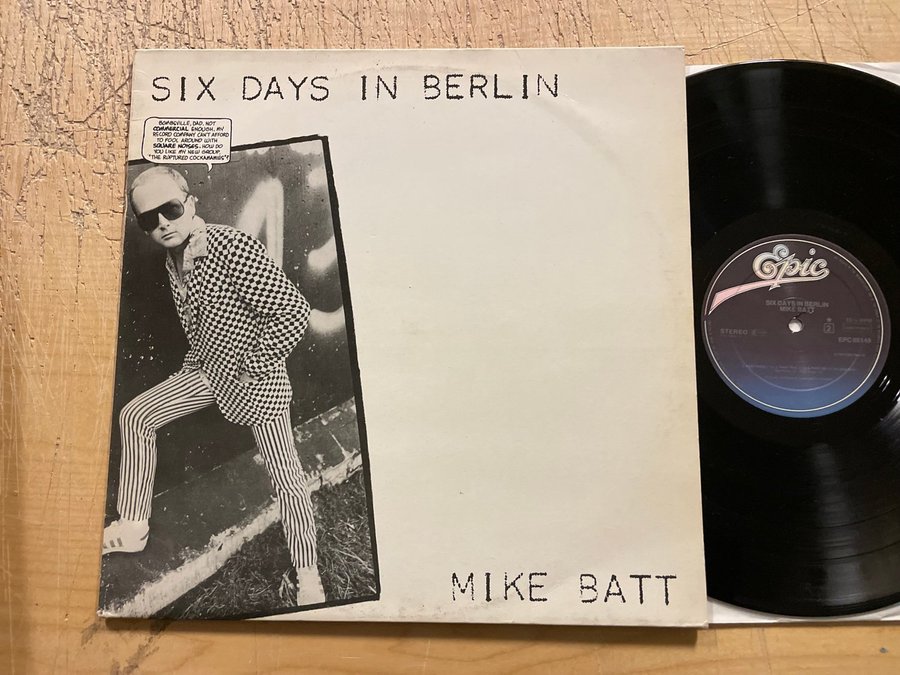 SIX DAYS IN BERLIN
BOMBSVILLE, DAD. NOT
COMMERCIAL ENOUGH. MY
RECORD COMPANY CAN'T AFFORD
TO FOOL AROUND WITH
SQUARE NOISES. HOW DO
YOU LIKE MY NEW GROUP,
"THE RUPTURED COCKAMAMIES"?
MIKE BATT
Epic
SIX DAYS IN BERLIN
MIKE BATT
STEREO
2